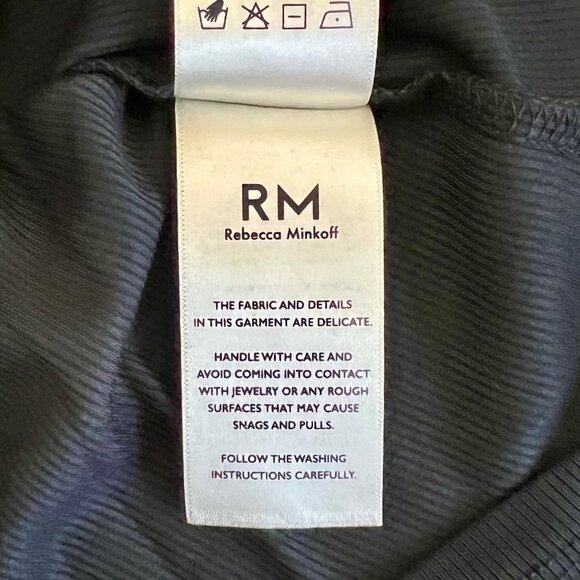 RM
Rebecca Minkoff
THE FABRIC AND DETAILS
IN THIS GARMENT ARE DELICATE.
HANDLE WITH CARE AND
AVOID COMING INTO CONTACT
WITH JEWELRY OR ANY ROUGH
SURFACES THAT MAY CAUSE
SNAGS AND PULLS.
FOLLOW THE WASHING
INSTRUCTIONS CAREFULLY.